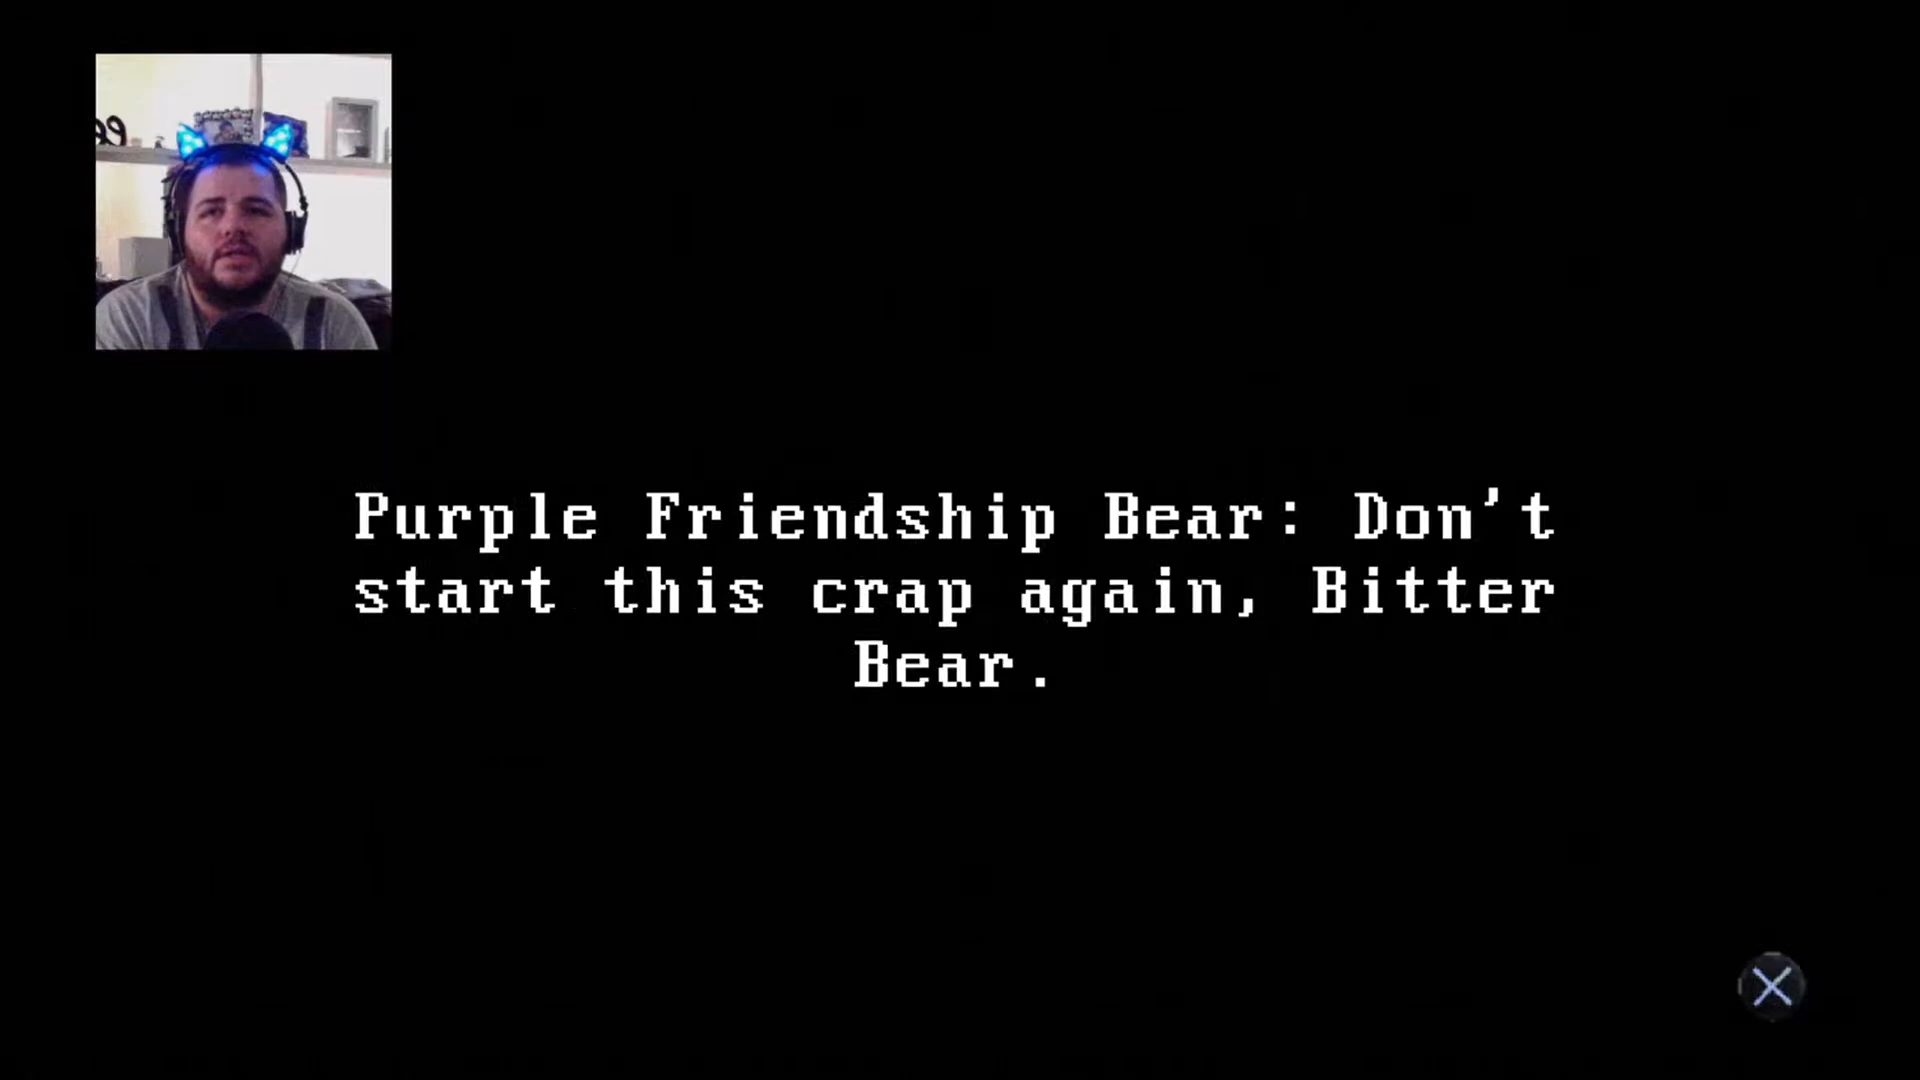 Purple Friendship Bear: Don't
start this crap again, Bitter
Bear.